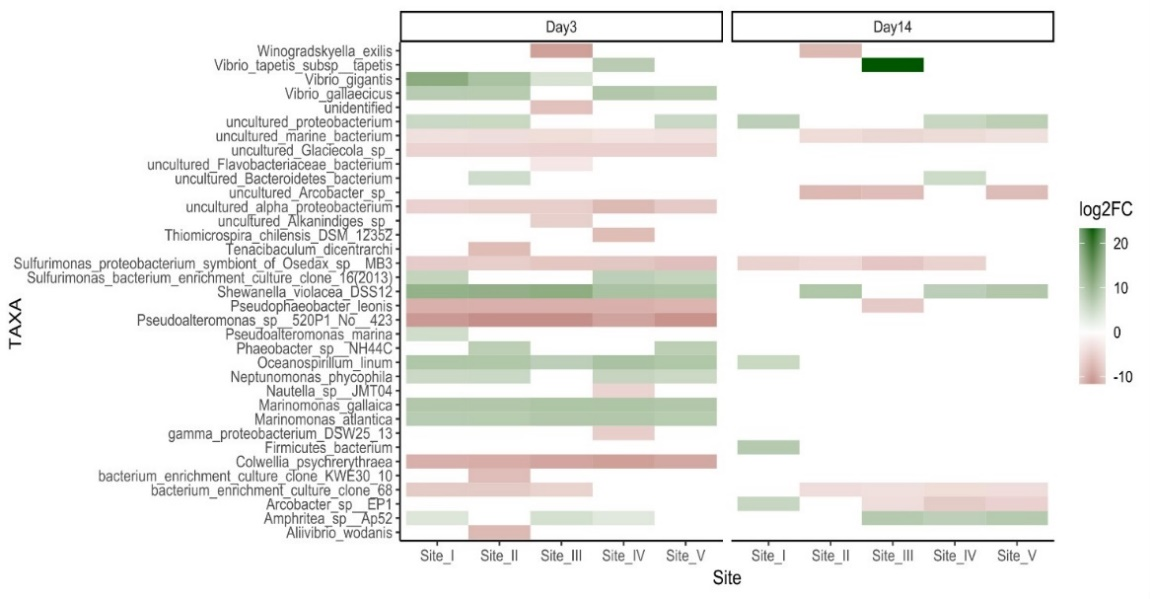 Day3
Day14
Winogradskyella_exilis
Vibrio_tapetis_subsp__tapetis
Vibrio_gigantis
Vibrio_gallaecicus
unidentified
uncultured_proteobacterium
uncultured_marine_bacterium
uncultured_Glaciecola_sp_
uncultured_Flavobacteriaceae_bacterium
uncultured_Bacteroidetes_bacterium
uncultured_Arcobacter_sp_
uncultured_alpha_proteobacterium
uncultured_Alkanindiges_sp_
Thiomicrospira_chilensis_DSM_12352
Tenacibaculum_dicentrarchi
Sulfurimonas_proteobacterium_symbiont_of_Osedax_sp__MB3
Sulfurimonas_bacterium_enrichment_culture_clone_16(2013)
Shewanella_violacea_DSS12
Pseudophaeobacter_leonis
Pseudoalteromonas_sp__520P1_No__423
Pseudoalteromonas_marina
Phaeobacter_sp__NH44C
Oceanospirillum_linum
Neptunomonas_phycophila
Nautella_sp__JMT04
Marinomonas_gallaica
Marinomonas_atlantica
gamma_proteobacterium_DSW25_13
Firmicutes_bacterium
Colwellia_psychrerythraea
bacterium_enrichment_culture_clone_KWE30_10
bacterium_enrichment_culture_clone_68
Arcobacter_sp__EP1
Amphritea_sp__Ap52
Aliivibrio_wodanis
TAXA
Site_I Site_II Site_III Site_IV Site_V
Site_I Site_II Site_III Site_IV Site_V
Site
log2FC
20
10
0
-10